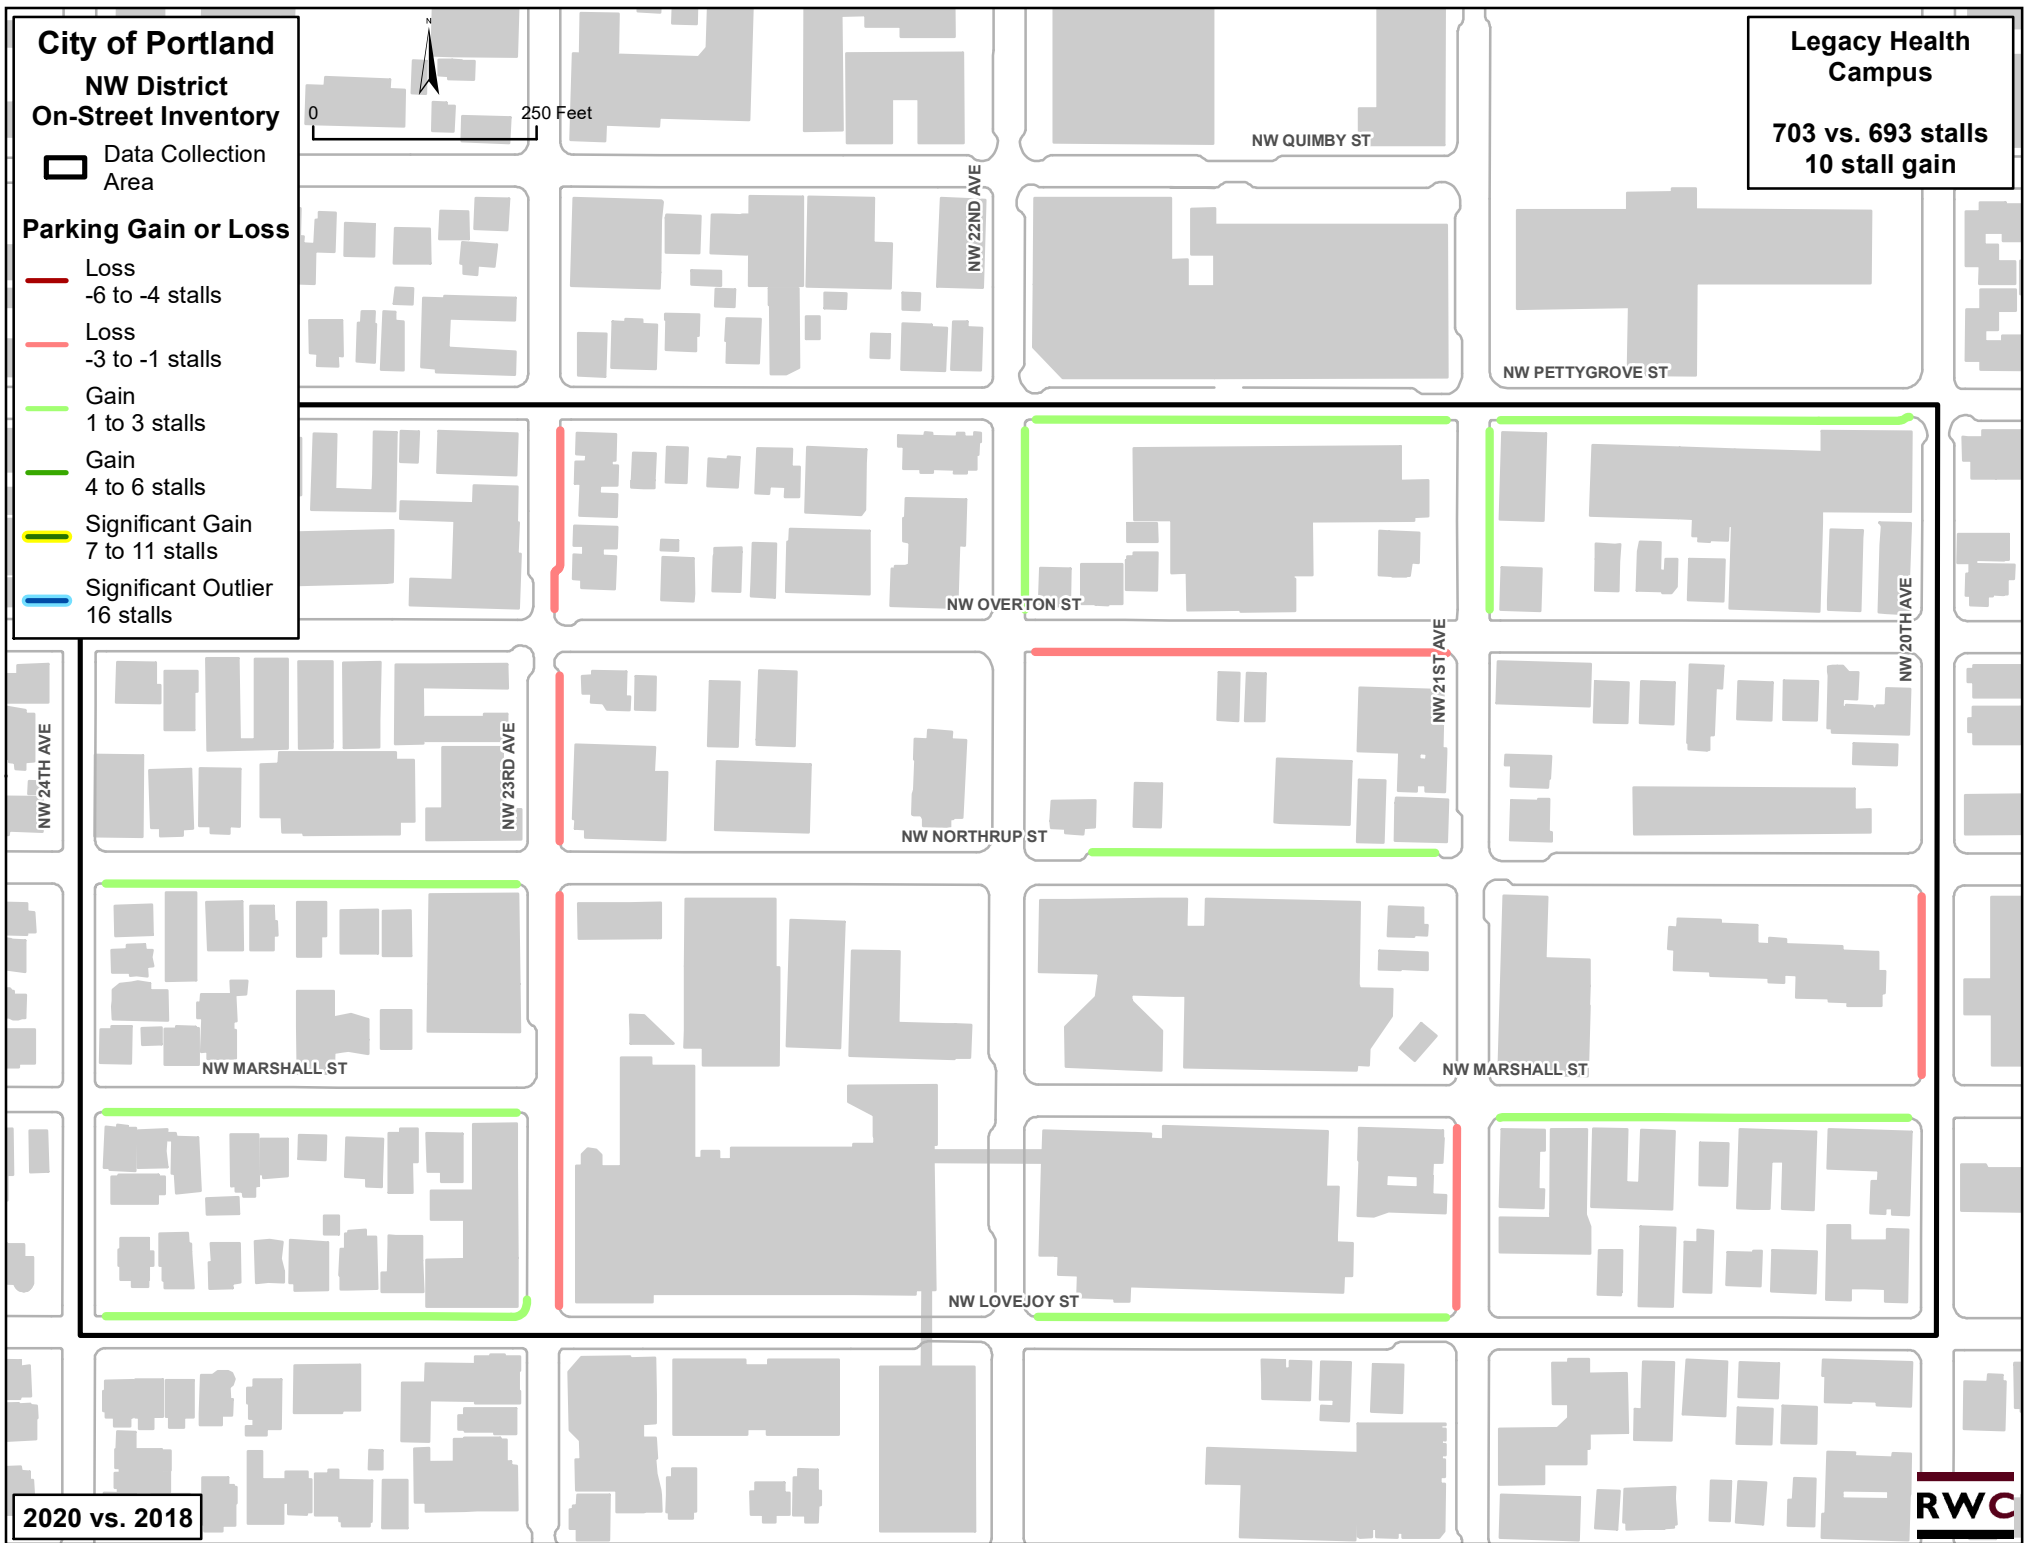 City of Portland
NW District
On-Street Inventory
Data Collection
Area
Parking Gain or Loss
Loss
-6 to -4 stalls
Loss
-3 to -1 stalls
Gain
1 to 3 stalls
Gain
4 to 6 stalls
Significant Gain
7 to 11 stalls
Significant Outlier
16 stalls
N
0
250 Feet
Legacy Health
Campus
703 vs. 693 stalls
10 stall gain
NW QUIMBY ST
NW 22ND AVE
NW PETTYGROVE ST
NW OVERTON ST
NW 21ST AVE
NW 20TH AVE
NW 24TH AVE
NW 23RD AVE
NW NORTHRUP ST
NW MARSHALL ST
NW MARSHALL ST
NW LOVEJOY ST
2020 vs. 2018
RWC